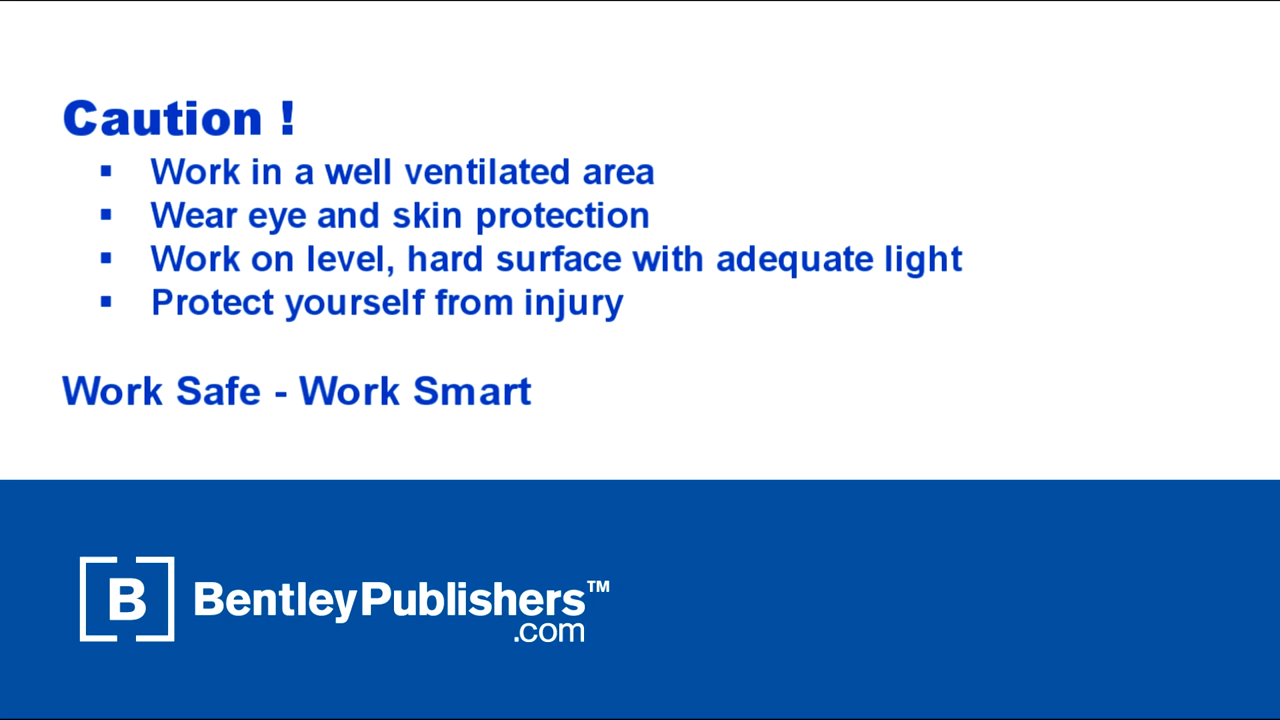 Caution !
▪ Work in a well ventilated area
▪ Wear eye and skin protection
▪ Work on level, hard surface with adequate light
▪ Protect yourself from injury
Work Safe - Work Smart
[B] BentleyPublishers™
.com